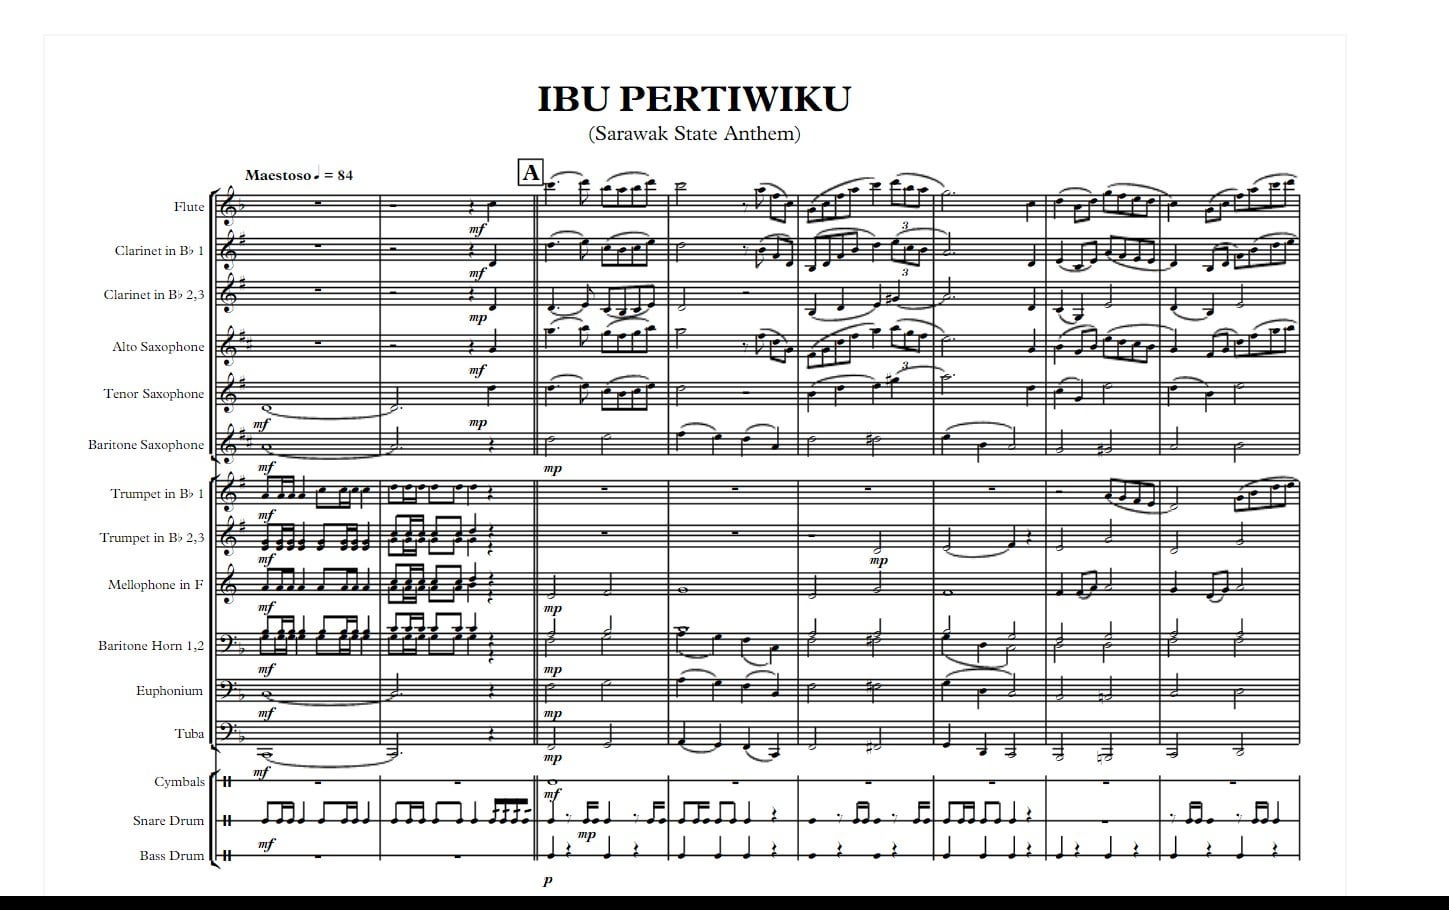 IBU PERTIWIKU
(Sarawak State Anthem)
Maestoso ♩ = 84
A
Flute
mf
3
Clarinet in B♭ 1
mf
3
Clarinet in B♭ 2,3
mp
Alto Saxophone
mf
3
Tenor Saxophone
mf
mp
Baritone Saxophone
mf
mp
Trumpet in B♭ 1
mf
Trumpet in B♭ 2,3
mf
mp
Mellophone in F
mf
mp
Baritone Horn 1,2
mf
mp
Euphonium
mf
mp
Tuba
mf
mp
Cymbals
mf
Snare Drum
mf
mp
Bass Drum
p